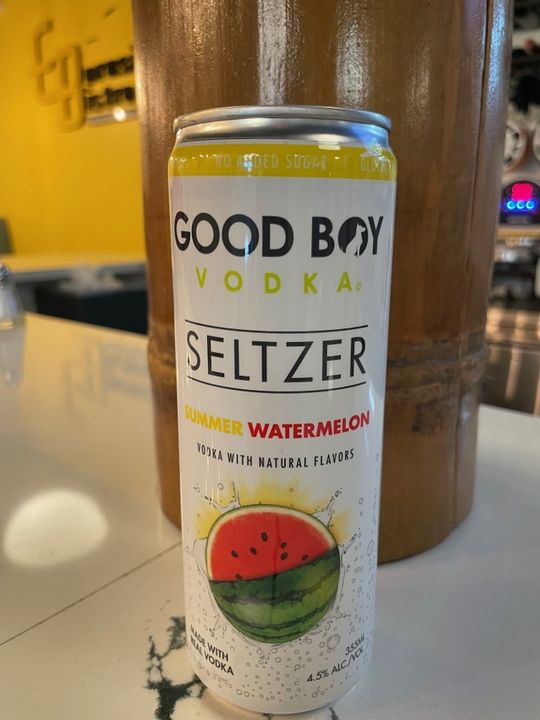 NO ADDED SUGAR
GOOD BOY
VODKA
SELTZER
SUMMER WATERMELON
VODKA WITH NATURAL FLAVORS
MADE WITH
REAL VODKA
355ML
4.5% ALC./VOL